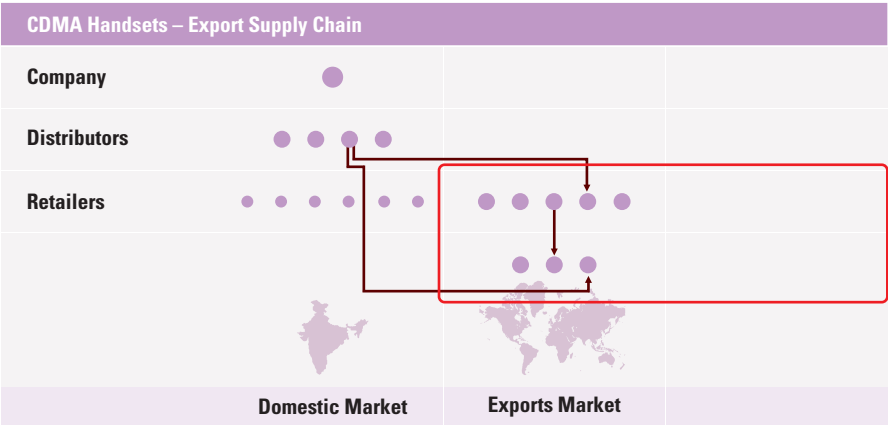 CDMA Handsets – Export Supply Chain
Company
Distributors
Retailers
Domestic Market
Exports Market